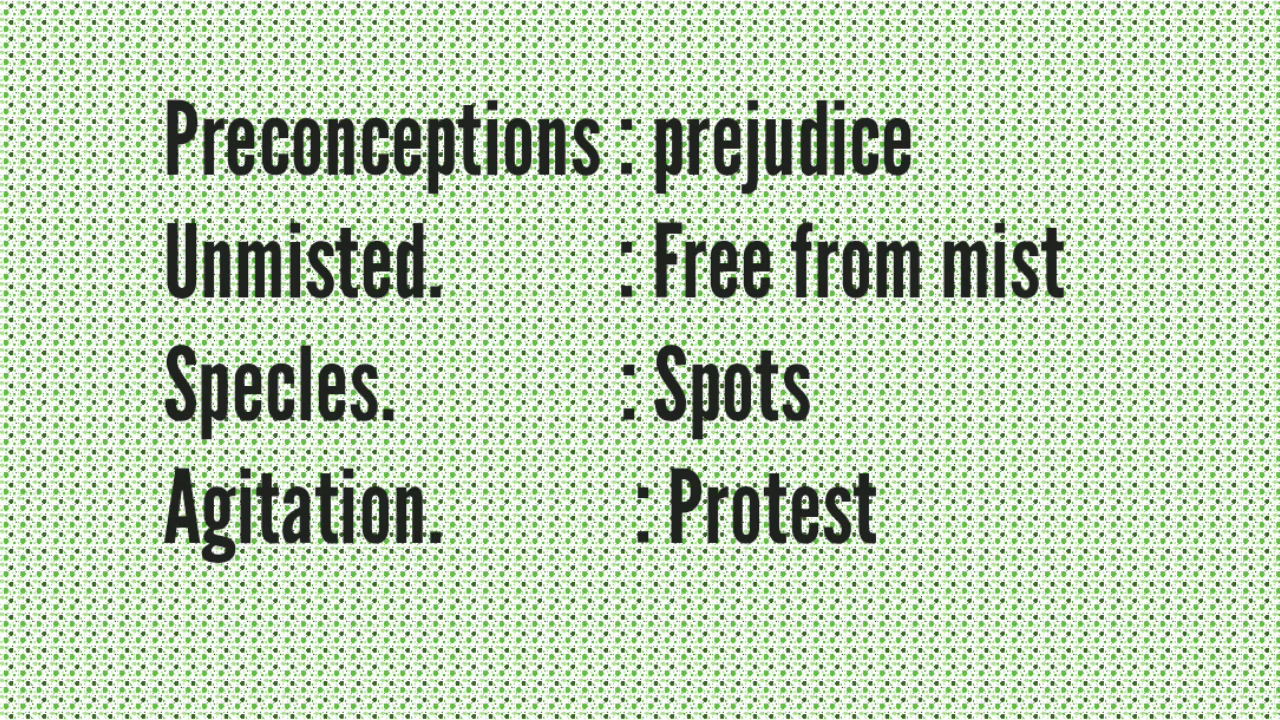 Preconceptions : prejudice
Unmisted. : Free from mist
Specles. : Spots
Agitation. : Protest